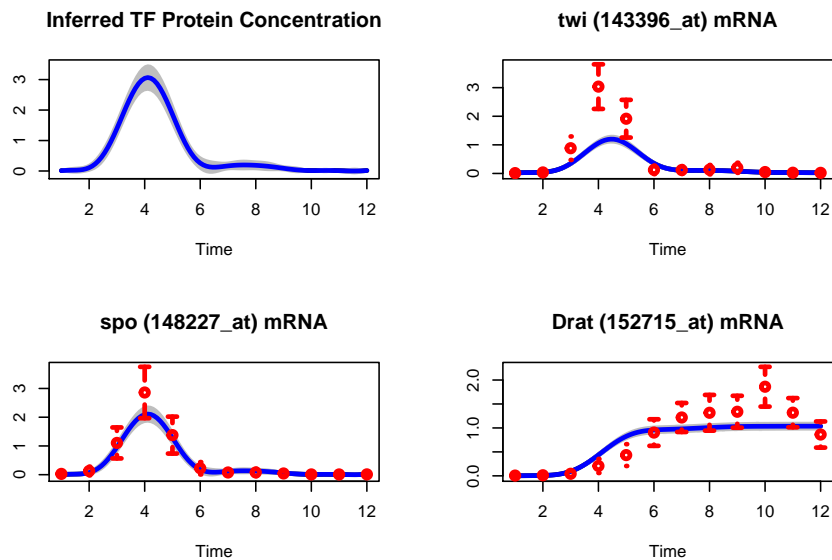 Inferred TF Protein Concentration
0 1 2 3
2 4 6 8 10 12
Time
twi (143396_at) mRNA
0 1 2 3
2 4 6 8 10 12
Time
spo (148227_at) mRNA
0 1 2 3
2 4 6 8 10 12
Time
Drat (152715_at) mRNA
0.0 1.0 2.0
2 4 6 8 10 12
Time